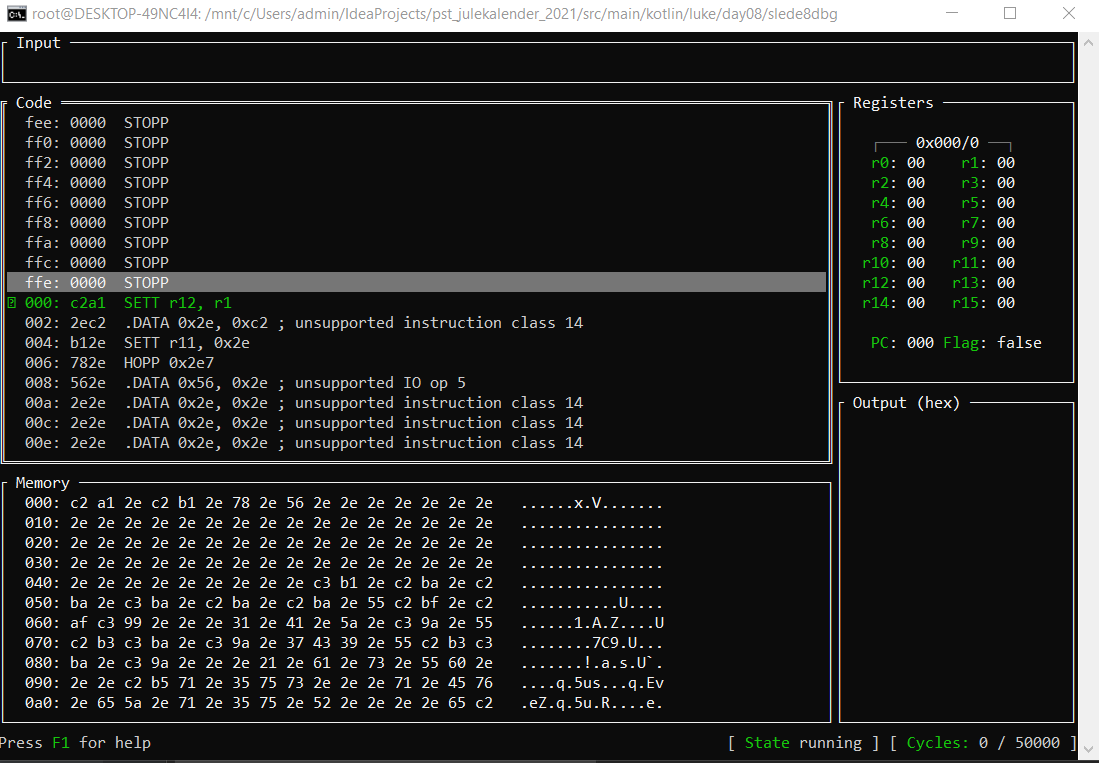 root@DESKTOP-49NC4I4: /mnt/c/Users/admin/IdeaProjects/pst_julekalender_2021/src/main/kotlin/luke/day08/slede8dbg
Input
Code
fee: 0000 STOPP
ff0: 0000 STOPP
ff2: 0000 STOPP
ff4: 0000 STOPP
ff6: 0000 STOPP
ff8: 0000 STOPP
ffa: 0000 STOPP
ffc: 0000 STOPP
ffe: 0000 STOPP
000: c2a1 SETT r12, r1
002: 2ec2 .DATA 0x2e, 0xc2 ; unsupported instruction class 14
004: b12e SETT r11, 0x2e
006: 782e HOPP 0x2e7
008: 562e .DATA 0x56, 0x2e ; unsupported IO op 5
00a: 2e2e .DATA 0x2e, 0x2e ; unsupported instruction class 14
00c: 2e2e .DATA 0x2e, 0x2e ; unsupported instruction class 14
00e: 2e2e .DATA 0x2e, 0x2e ; unsupported instruction class 14
Registers
0x000/0
r0: 00 r1: 00
r2: 00 r3: 00
r4: 00 r5: 00
r6: 00 r7: 00
r8: 00 r9: 00
r10: 00 r11: 00
r12: 00 r13: 00
r14: 00 r15: 00
PC: 000 Flag: false
Output (hex)
Memory
000: c2 a1 2e c2 b1 2e 78 2e 56 2e 2e 2e 2e 2e 2e 2e ......x.V.......
010: 2e 2e 2e 2e 2e 2e 2e 2e 2e 2e 2e 2e 2e 2e 2e 2e ................
020: 2e 2e 2e 2e 2e 2e 2e 2e 2e 2e 2e 2e 2e 2e 2e 2e ................
030: 2e 2e 2e 2e 2e 2e 2e 2e 2e 2e 2e 2e 2e 2e 2e 2e ................
040: 2e 2e 2e 2e 2e 2e 2e 2e 2e c3 b1 2e c2 ba 2e c2 ................
050: ba 2e c3 ba 2e c2 ba 2e c2 ba 2e 55 c2 bf 2e c2 ...........U....
060: af c3 99 2e 2e 2e 31 2e 41 2e 5a 2e c3 9a 2e 55 ......1.A.Z....U
070: c2 b3 c3 ba 2e c3 9a 2e 37 43 39 2e 55 c2 b3 c3 ........7C9.U...
080: ba 2e c3 9a 2e 2e 2e 21 2e 61 2e 73 2e 55 60 2e .......!.a.s.U`.
090: 2e 2e c2 b5 71 2e 35 75 73 2e 2e 2e 71 2e 45 76 ....q.5us...q.Ev
0a0: 2e 65 5a 2e 71 2e 35 75 2e 52 2e 2e 2e 2e 65 c2 .eZ.q.5u.R....e.
Press F1 for help [ State running ] [ Cycles: 0 / 50000 ]